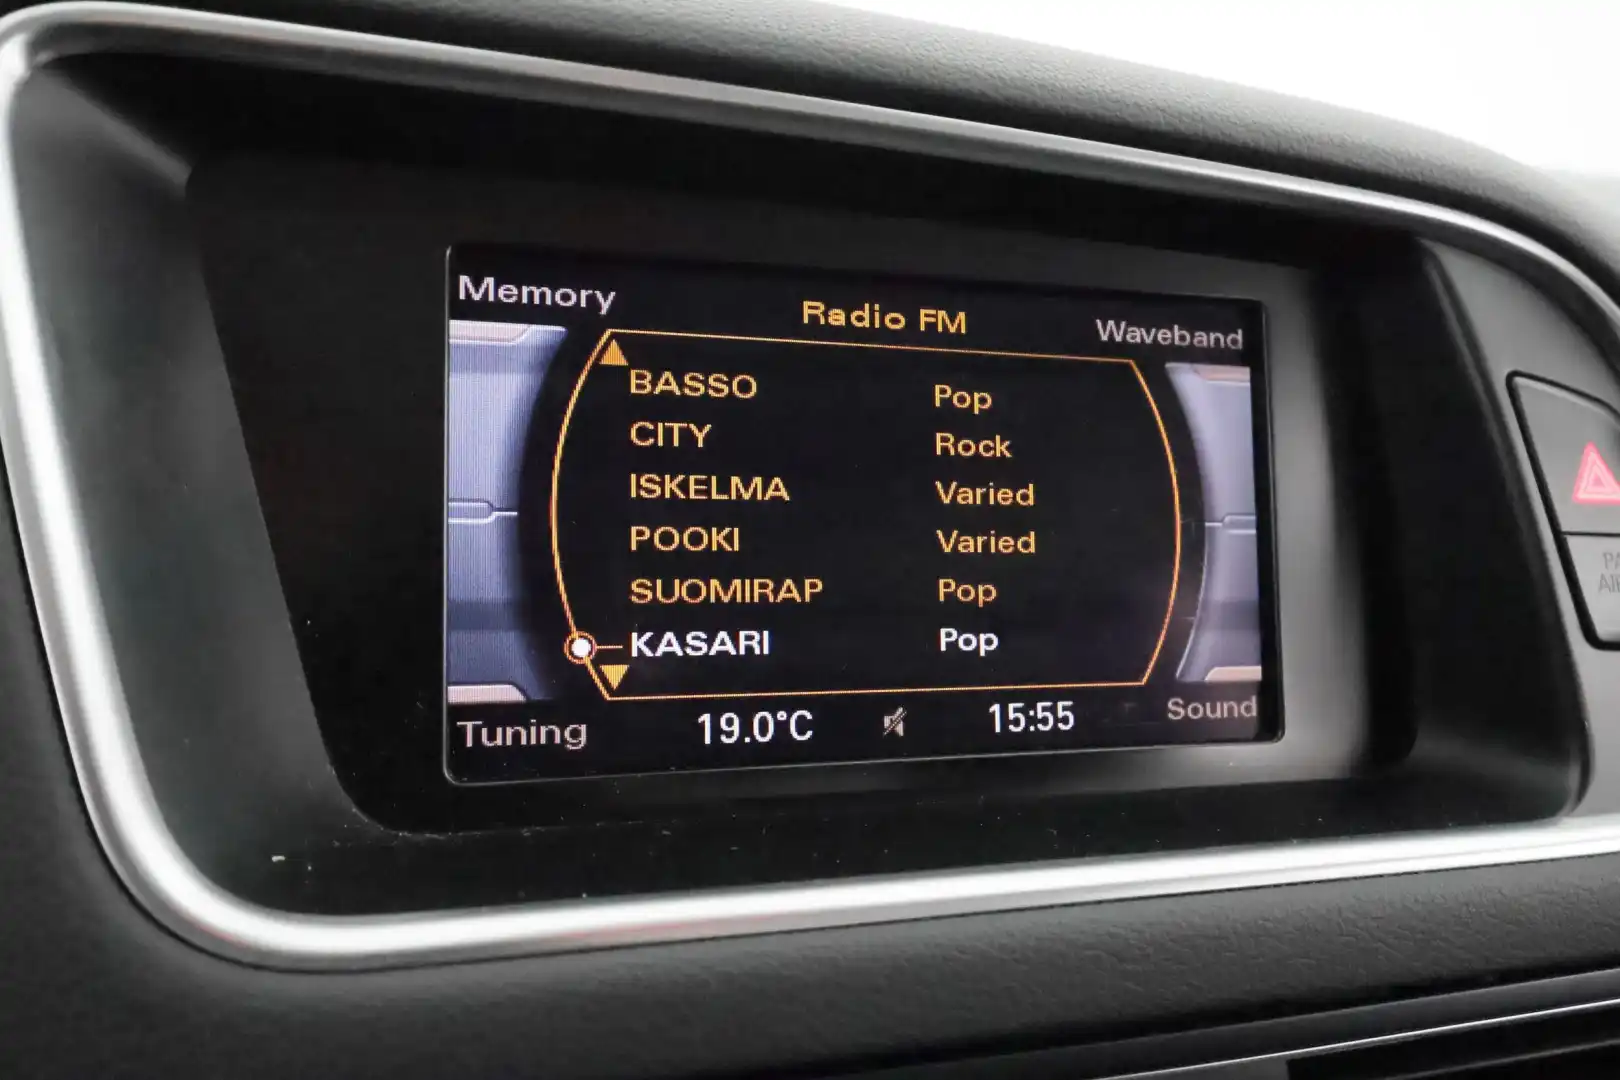 Memory
Radio FM
Waveband
BASSO Pop
CITY Rock
ISKELMA Varied
POOKI Varied
SUOMIRAP Pop
KASARI Pop
Tuning
19.0°C
15:55
Sound